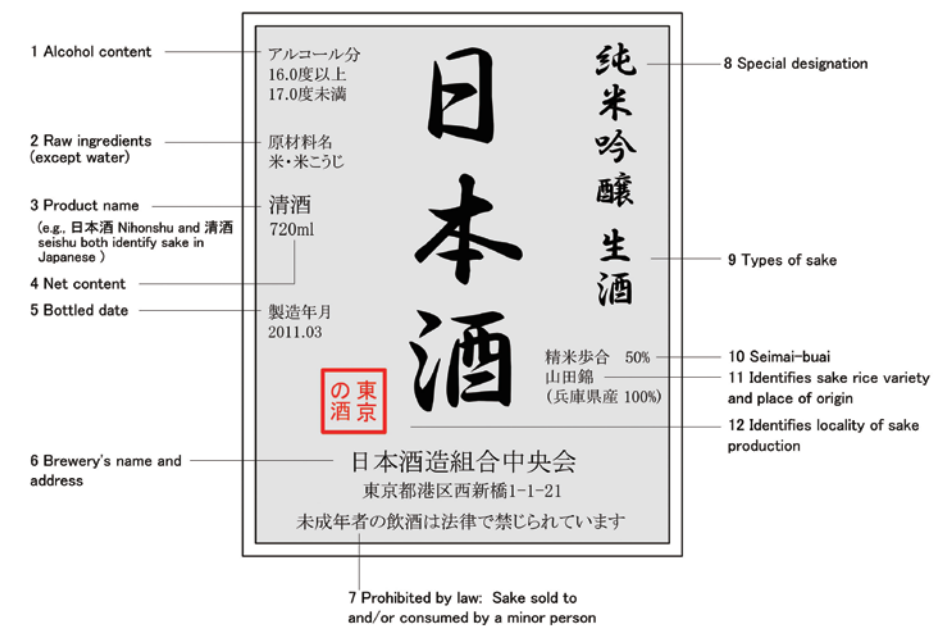 1 Alcohol content
2 Raw ingredients
(except water)
3 Product name
(e.g., 日本酒 Nihonshu and 清酒
seishu both identify sake in
Japanese )
4 Net content
5 Bottled date
6 Brewery's name and
address
アルコール分
16.0度以上
17.0度未満
原材料名
米・米こうじ
清酒
720ml
製造年月
2011.03
日本酒
純米吟醸 生酒
精米歩合 50%
山田錦
(兵庫県産 100%)
東京
の酒
日本酒造組合中央会
東京都港区西新橋1-1-21
未成年者の飲酒は法律で禁じられています
7 Prohibited by law: Sake sold to
and/or consumed by a minor person
8 Special designation
9 Types of sake
10 Seimai-buai
11 Identifies sake rice variety
and place of origin
12 Identifies locality of sake
production